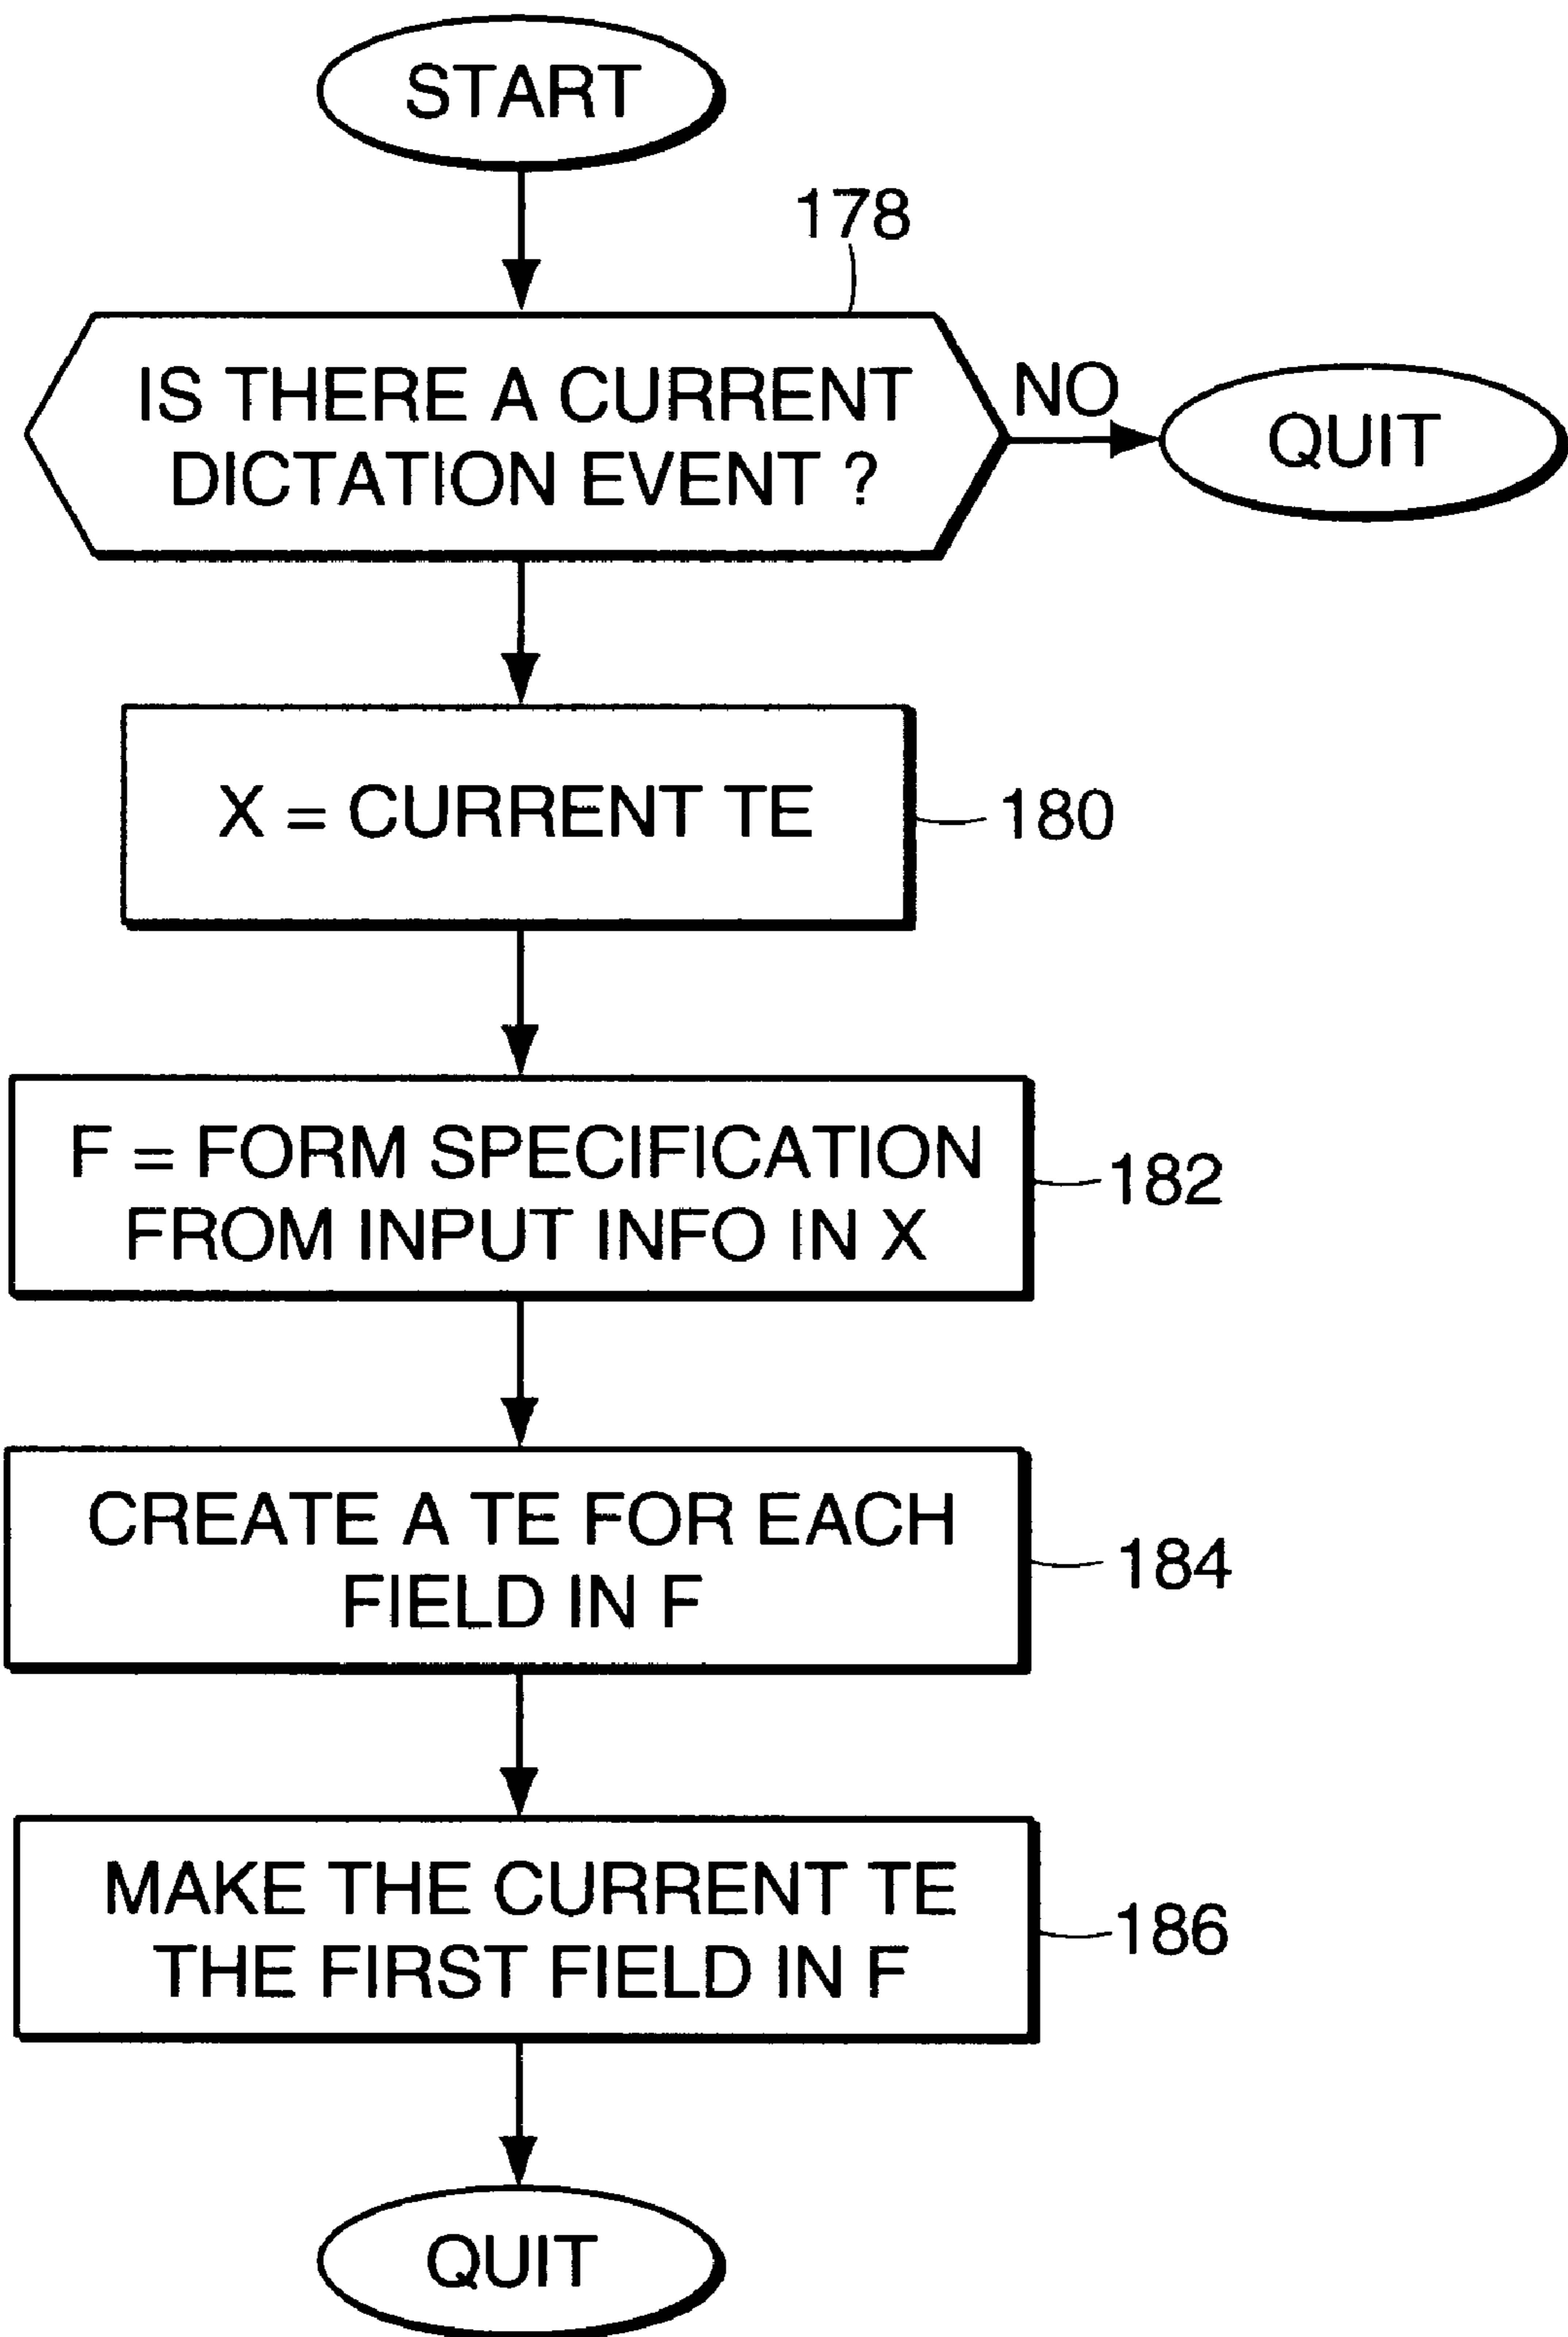 START
178
IS THERE A CURRENT
DICTATION EVENT ?
NO
QUIT
X = CURRENT TE
180
F = FORM SPECIFICATION
FROM INPUT INFO IN X
182
CREATE A TE FOR EACH
FIELD IN F
184
MAKE THE CURRENT TE
THE FIRST FIELD IN F
186
QUIT